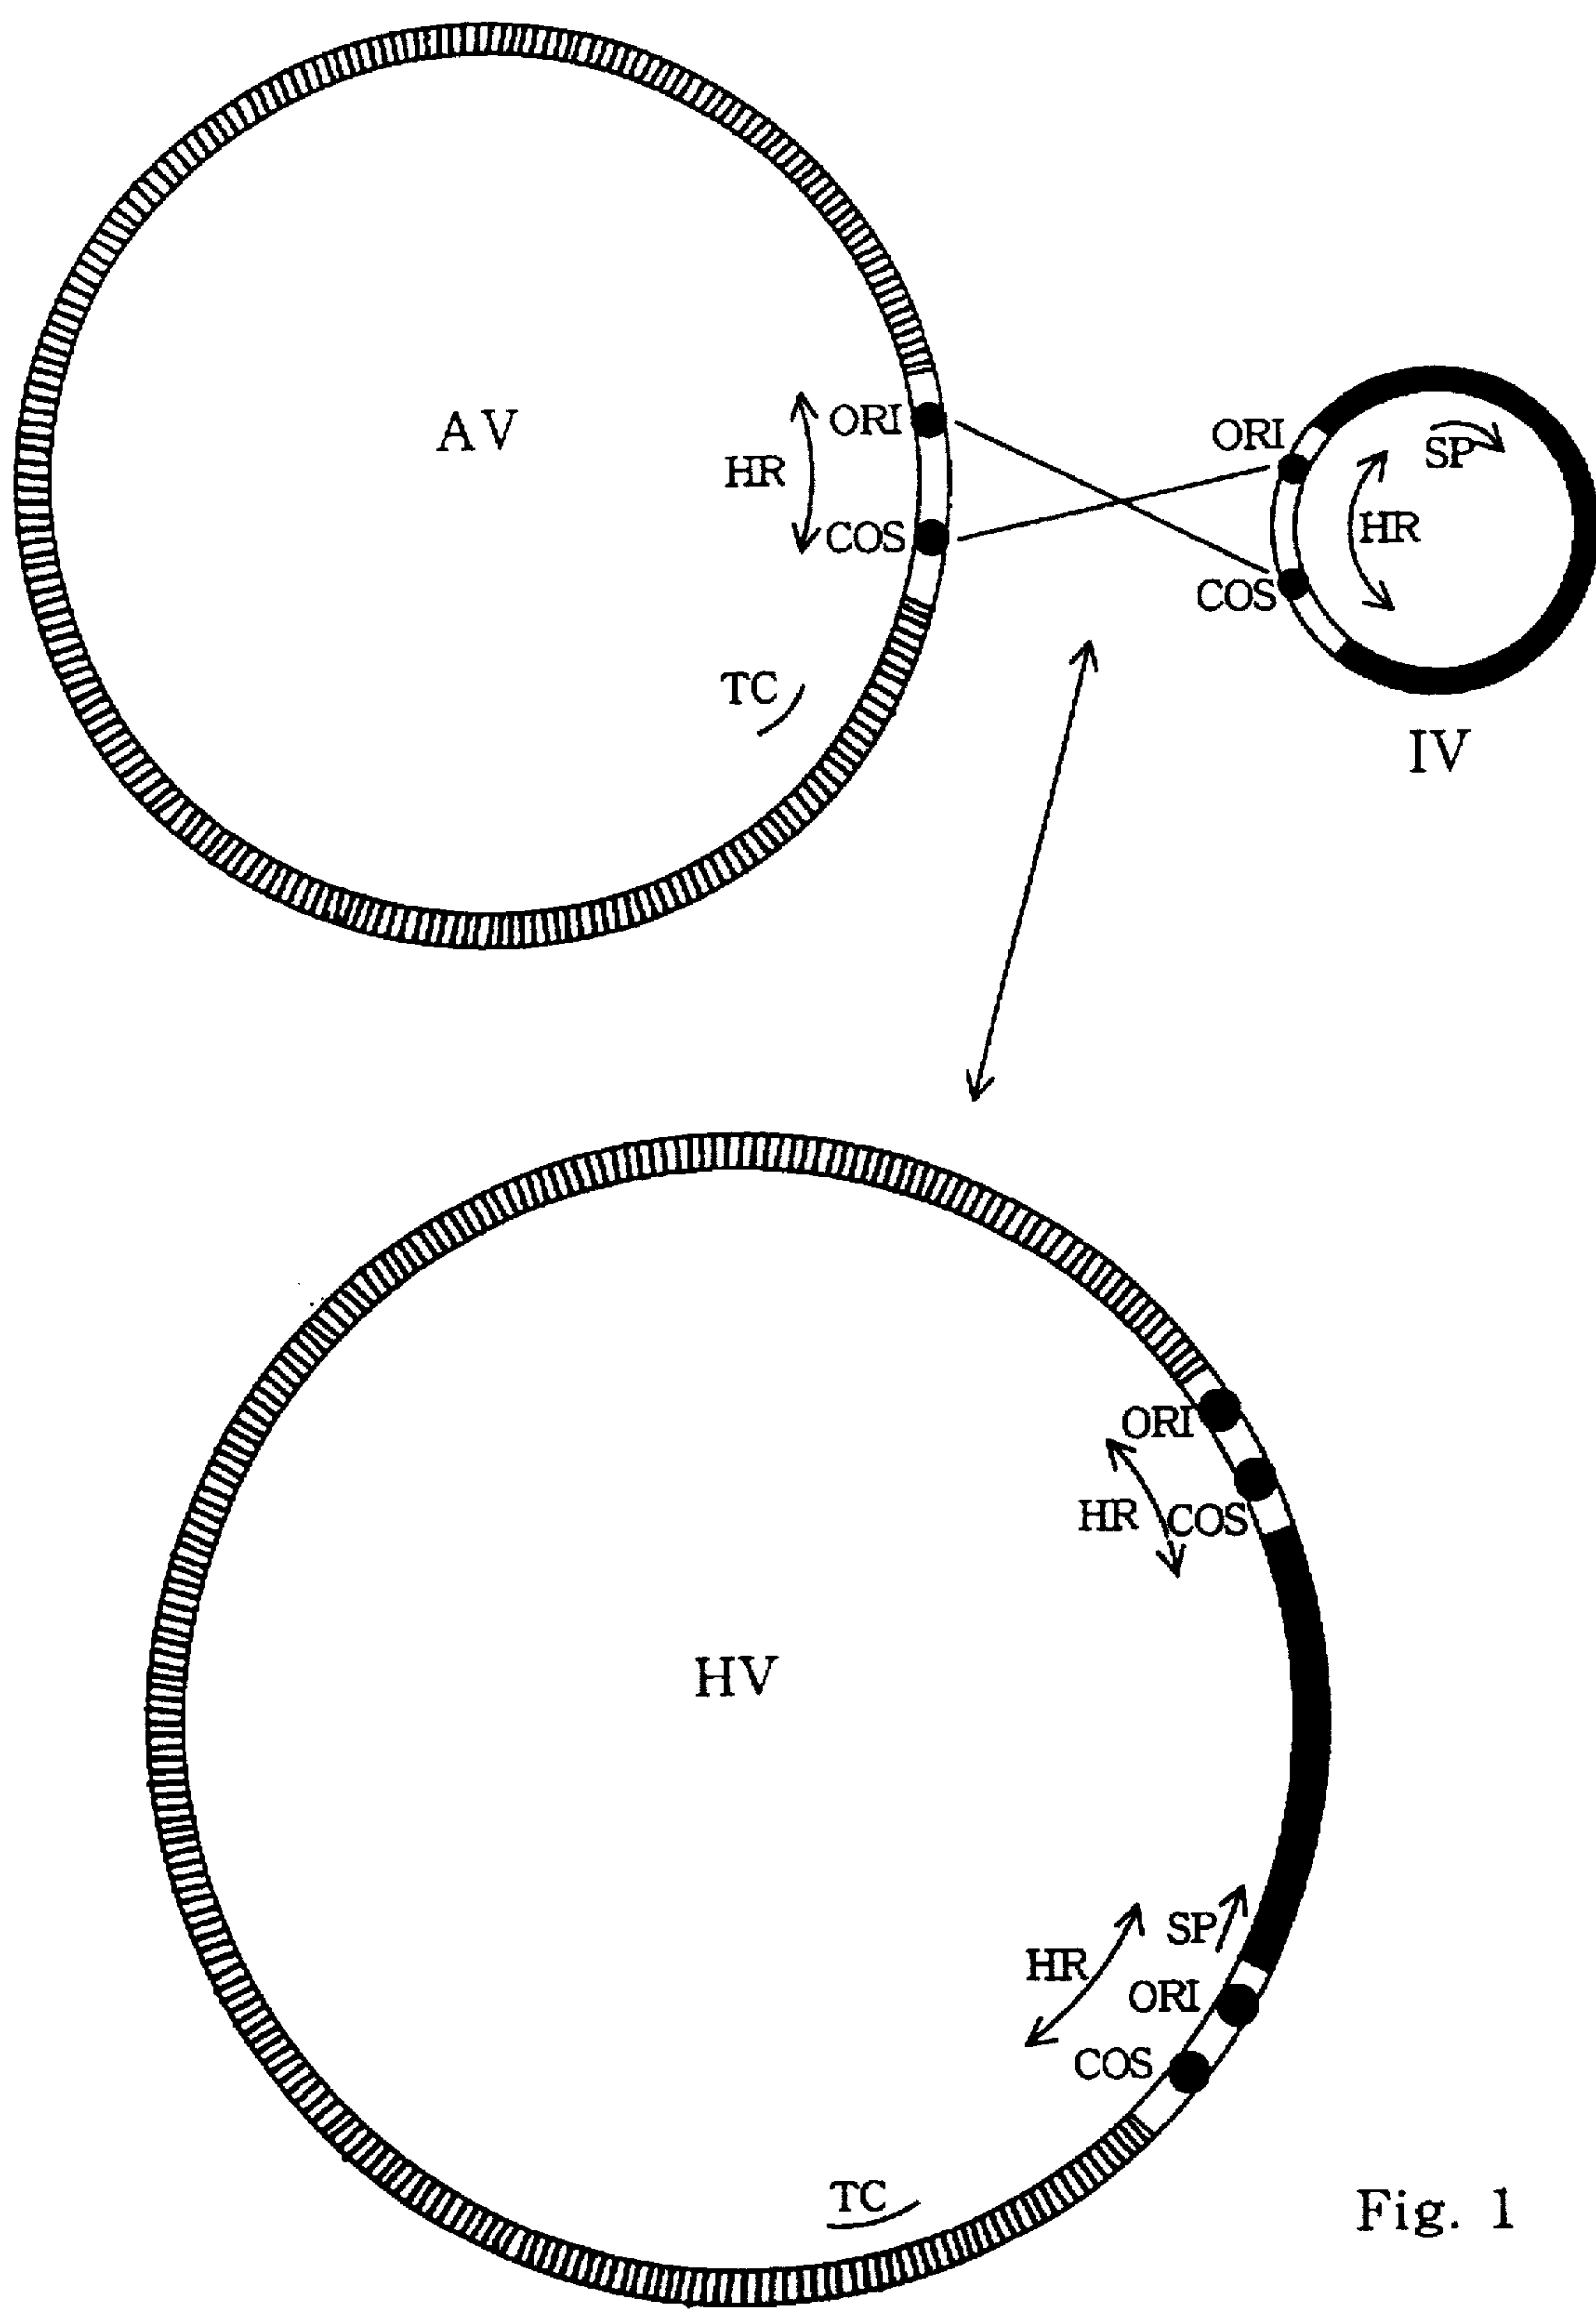 AV
ORI
HR
COS
TC
ORI
SP
HR
COS
IV
ORI
HR COS
HV
SP
HR
ORI
COS
TC
Fig. 1